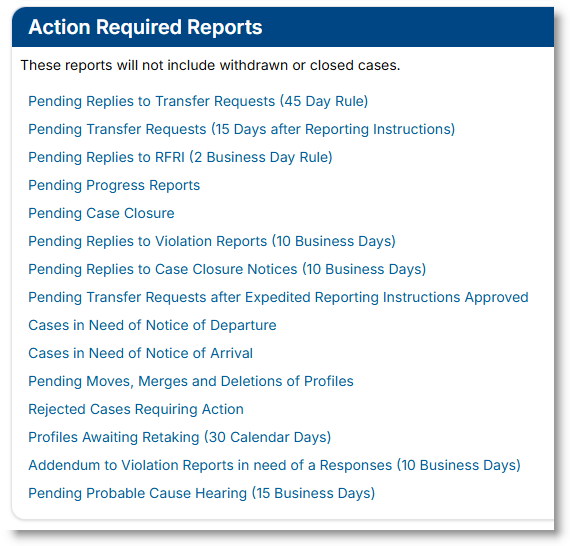 Action Required Reports
These reports will not include withdrawn or closed cases.
Pending Replies to Transfer Requests (45 Day Rule)
Pending Transfer Requests (15 Days after Reporting Instructions)
Pending Replies to RFRI (2 Business Day Rule)
Pending Progress Reports
Pending Case Closure
Pending Replies to Violation Reports (10 Business Days)
Pending Replies to Case Closure Notices (10 Business Days)
Pending Transfer Requests after Expedited Reporting Instructions Approved
Cases in Need of Notice of Departure
Cases in Need of Notice of Arrival
Pending Moves, Merges and Deletions of Profiles
Rejected Cases Requiring Action
Profiles Awaiting Retaking (30 Calendar Days)
Addendum to Violation Reports in need of a Responses (10 Business Days)
Pending Probable Cause Hearing (15 Business Days)